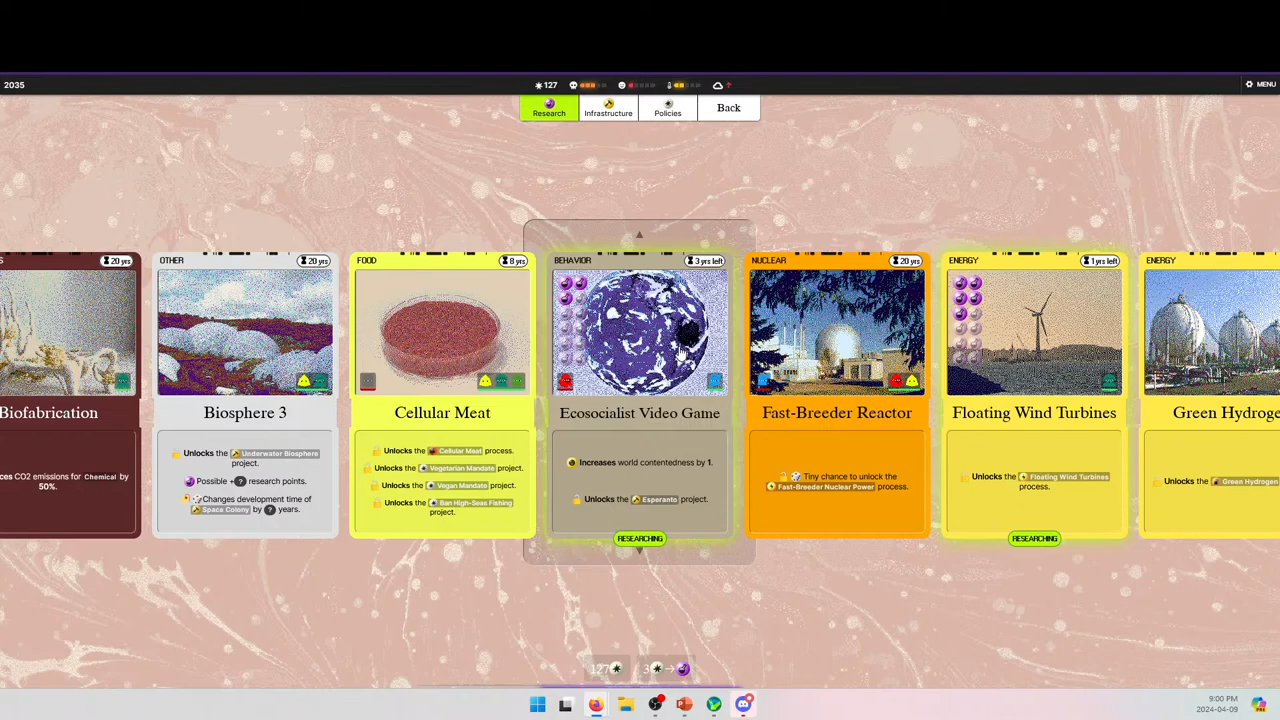 2035
127
MENU
Research
Infrastructure
Policies
Back
20 yrs
Biofabrication
CO2 emissions for Chemical by
50%.
OTHER
20 yrs
Biosphere 3
Unlocks the Underwater Biosphere
project.
Possible +? research points.
Changes development time of
Space Colony by ? years.
FOOD
8 yrs
Cellular Meat
Unlocks the Cellular Meat process.
Unlocks the Vegetarian Mandate project.
Unlocks the Vegan Mandate project.
Unlocks the Ban High-Seas Fishing
project.
BEHAVIOR
3 yrs left
Ecosocialist Video Game
Increases world contentedness by 1.
Unlocks the Esperanto project.
RESEARCHING
NUCLEAR
20 yrs
Fast-Breeder Reactor
Tiny chance to unlock the
Fast-Breeder Nuclear Power process.
ENERGY
1 yrs left
Floating Wind Turbines
Unlocks the Floating Wind Turbines
process.
RESEARCHING
ENERGY
Green
Unlocks the Green Hydrogen
127
3
9:00 PM
2024-04-09